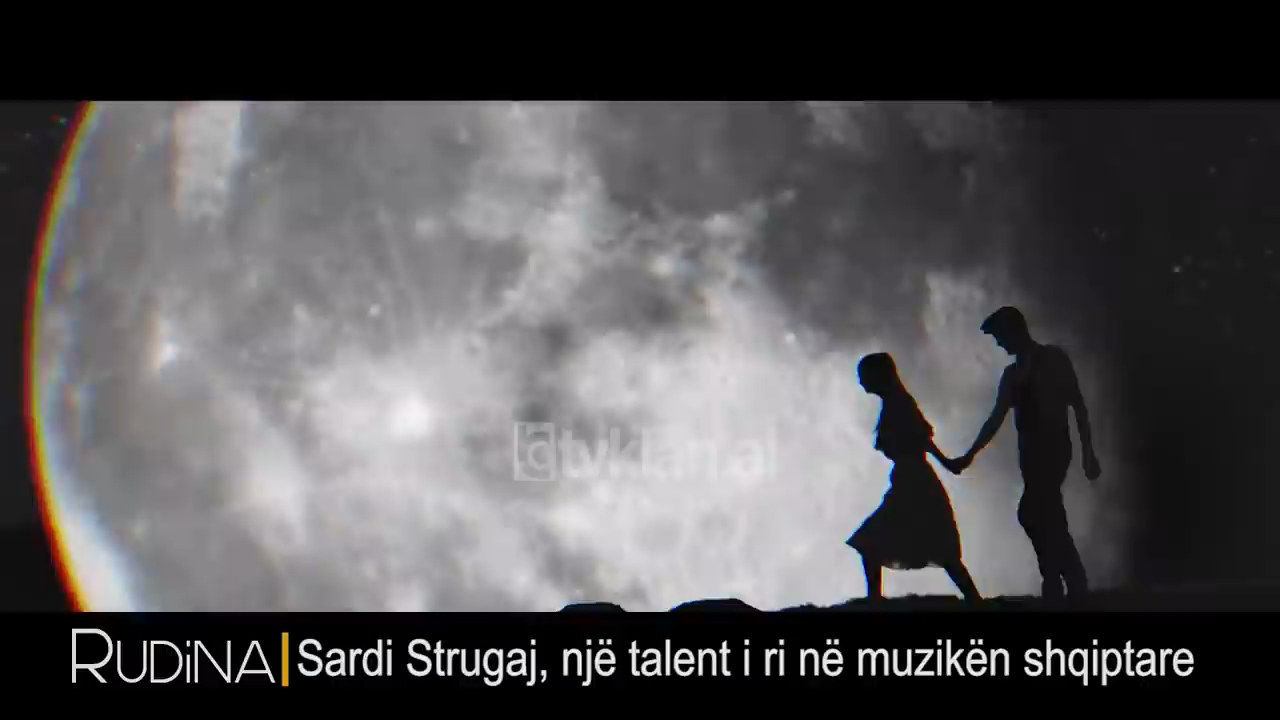 tvklan.al
RUDiNA
Sardi Strugaj, një talent i ri në muzikën shqiptare